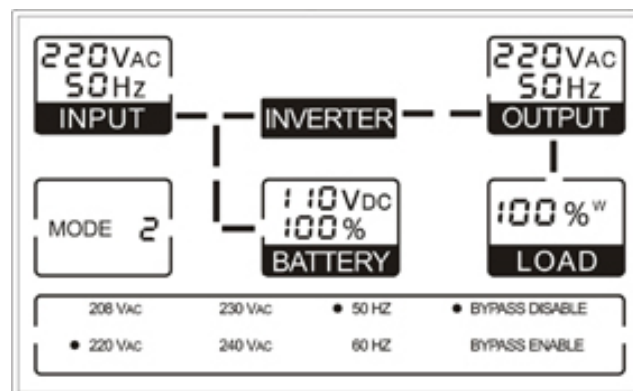 220VAC
50Hz
INPUT
INVERTER
220VAC
50Hz
OUTPUT
MODE 2
110VDC
100%
BATTERY
100%W
LOAD
208 VAC 230 VAC • 50 HZ • BYPASS DISABLE
• 220 VAC 240 VAC 60 HZ BYPASS ENABLE